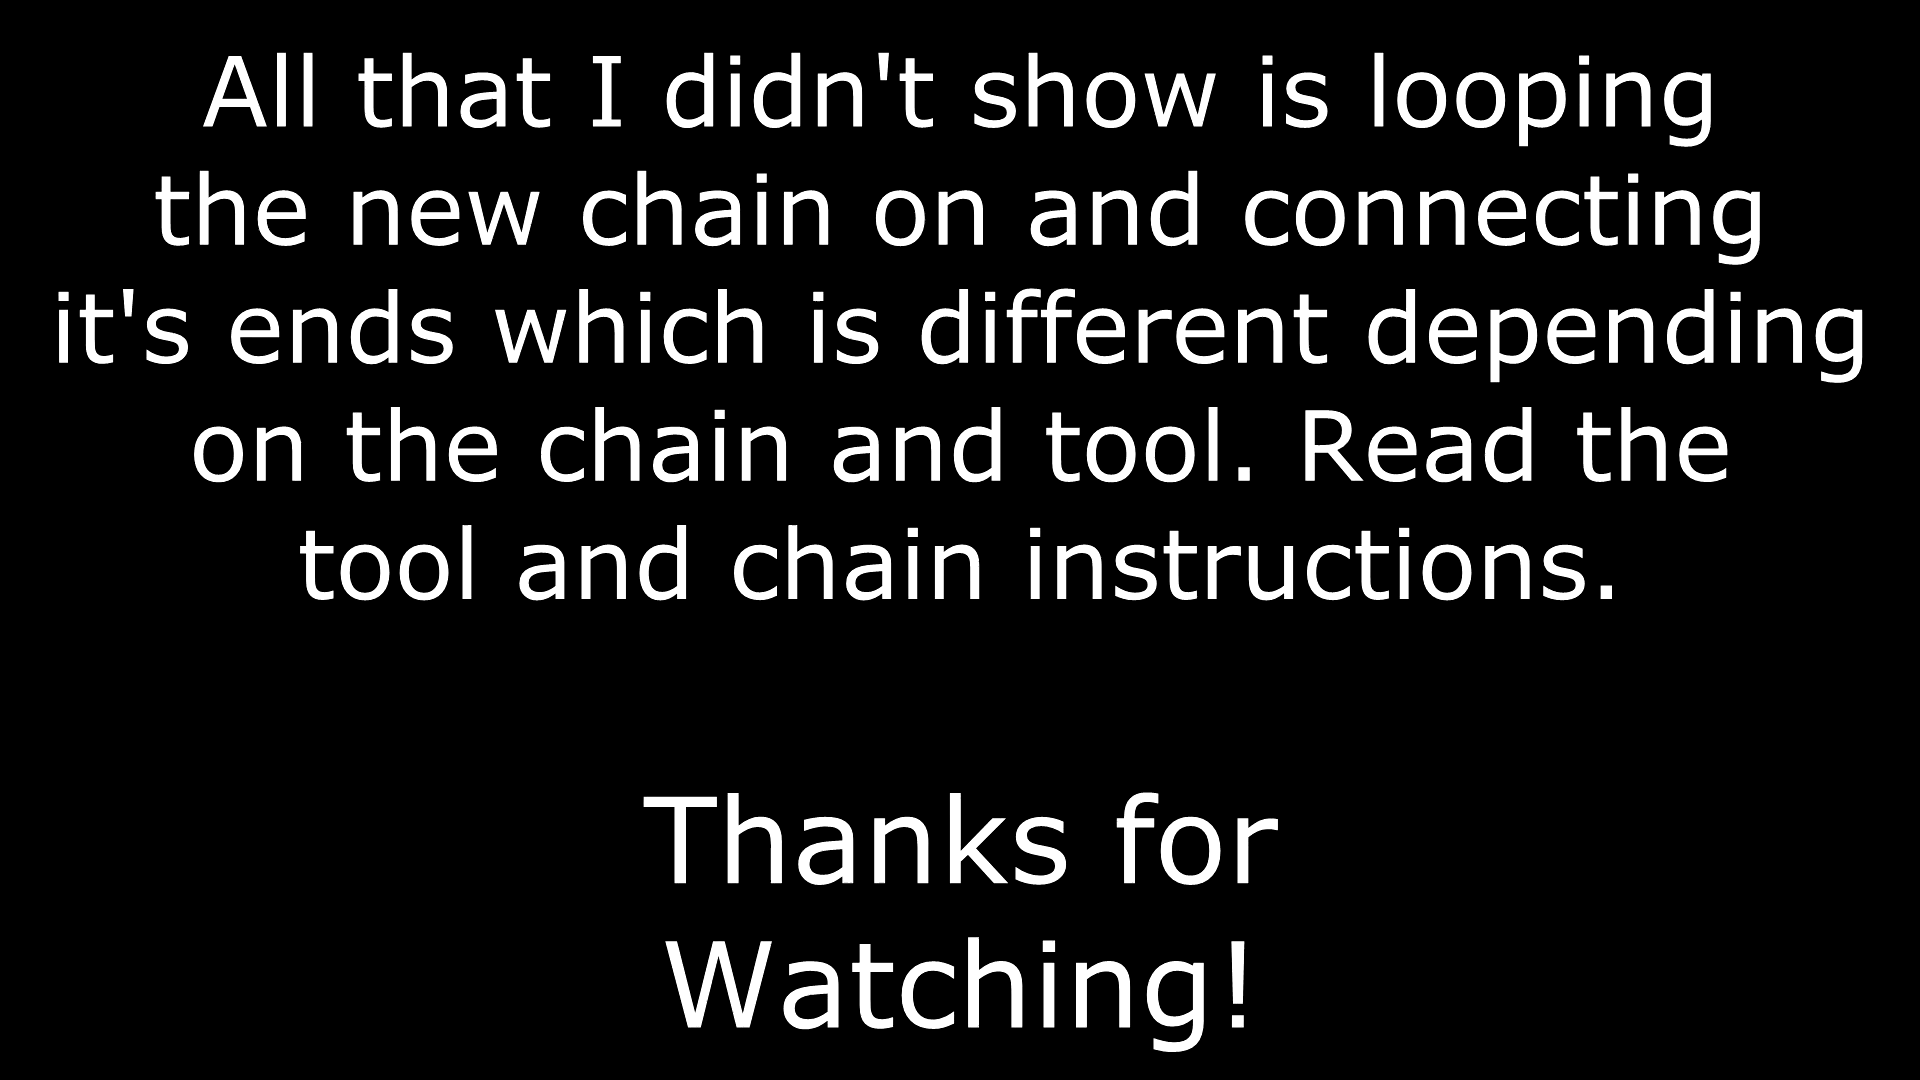 All that I didn't show is looping
the new chain on and connecting
it's ends which is different depending
on the chain and tool. Read the
tool and chain instructions.
Thanks for
Watching!